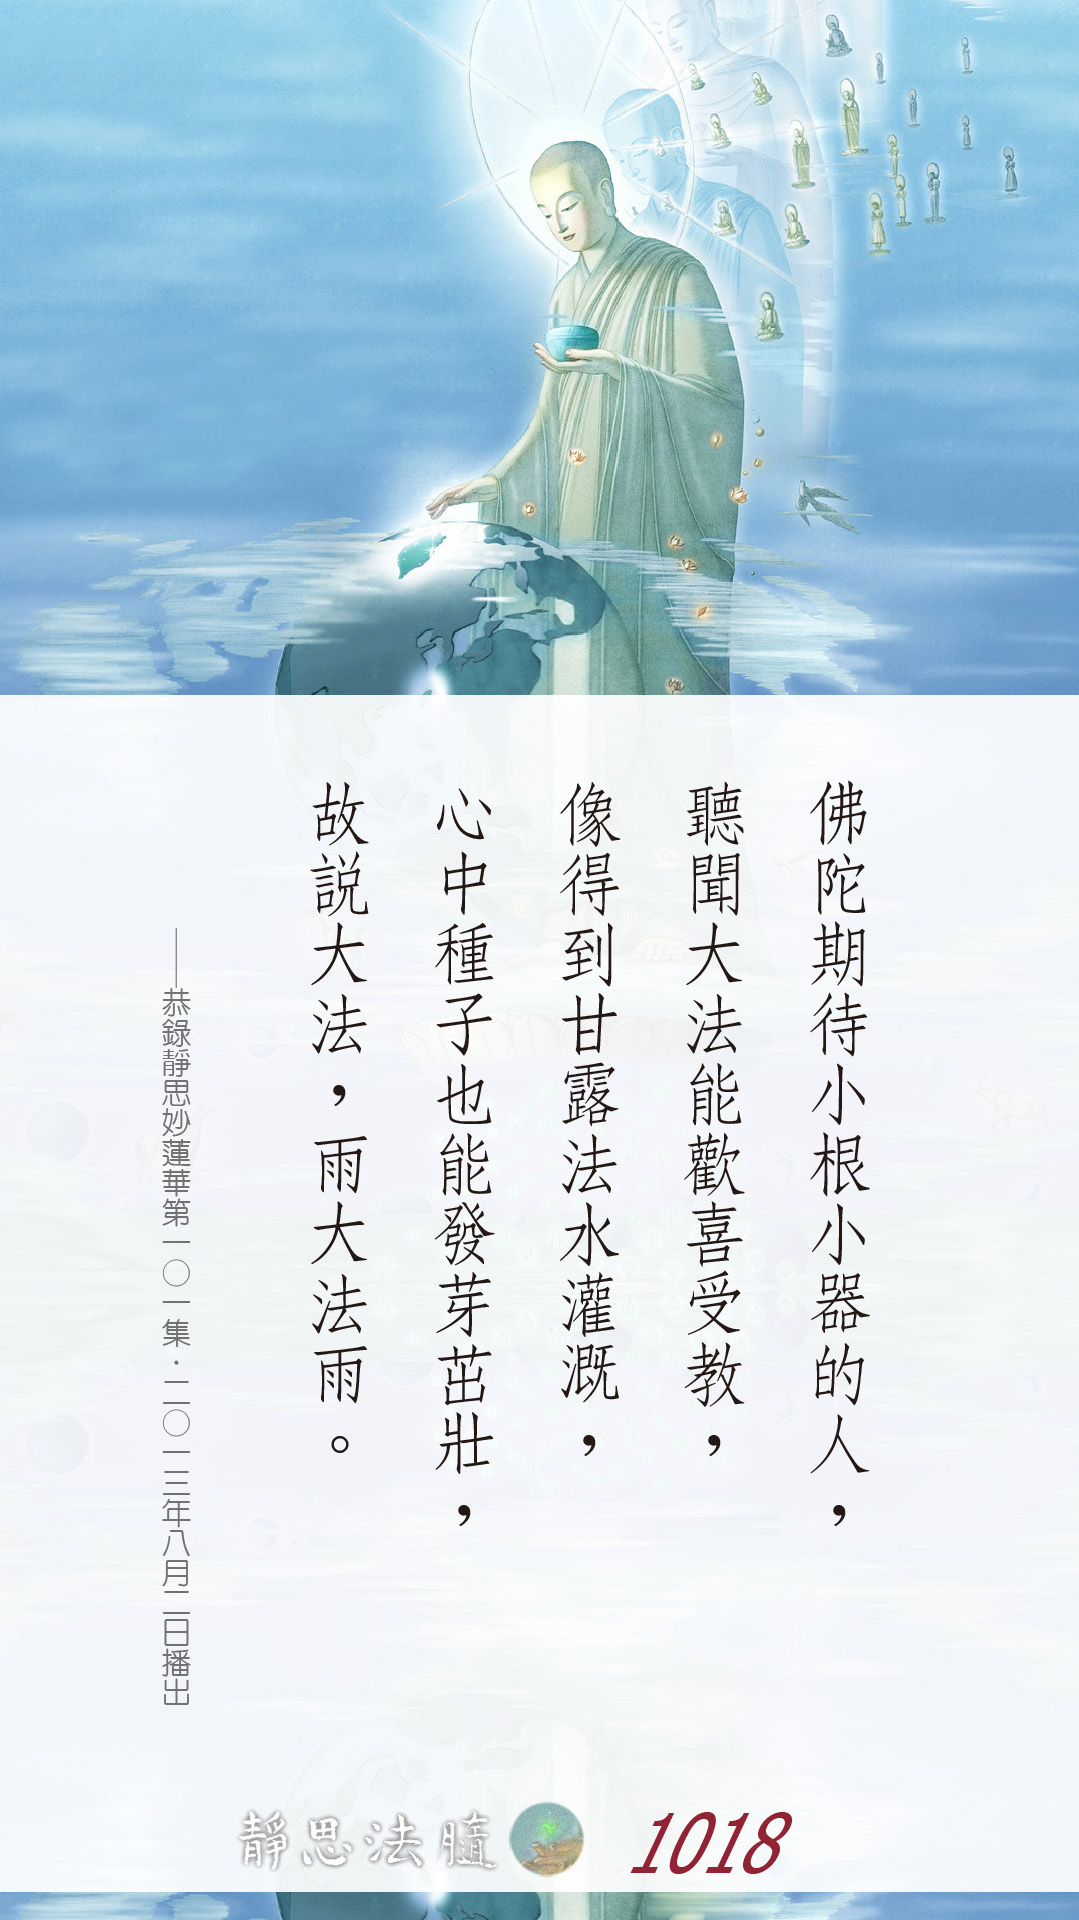 佛陀期待小根小器的人，
聽聞大法能歡喜受教，
像得到甘露法水灌溉，
心中種子也能發芽茁壯，
故説大法，雨大法雨。
——恭錄靜思妙蓮華第一〇一集·二〇一三年八月二日播出
靜思法髓 1018